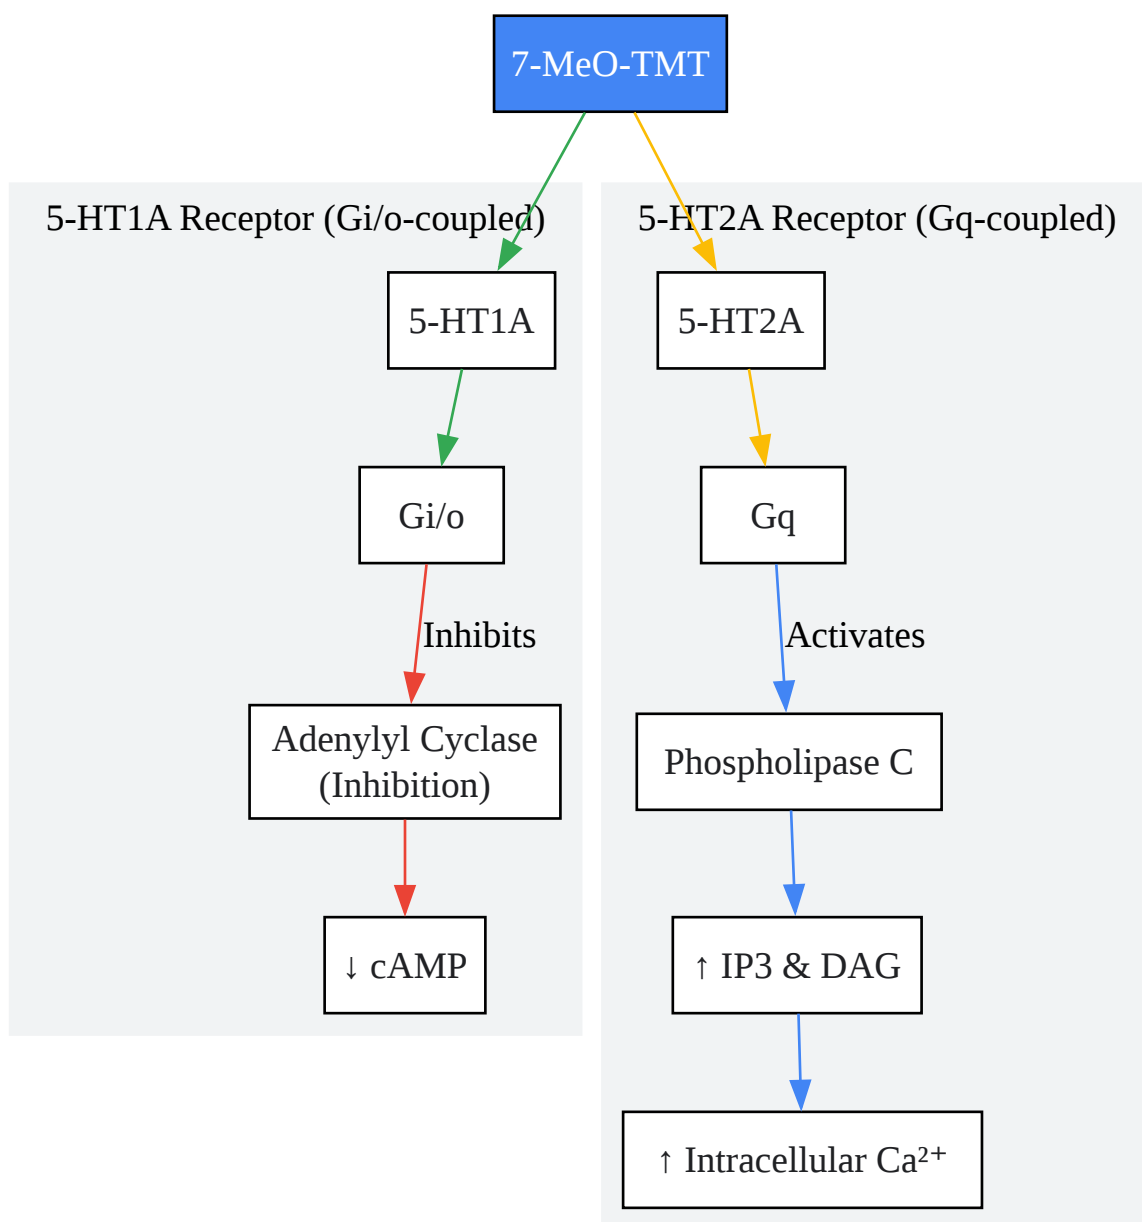 7-MeO-TMT
5-HT1A Receptor (Gi/o-coupled)
5-HT1A
Gi/o
Inhibits
Adenylyl Cyclase
(Inhibition)
↓ cAMP
5-HT2A Receptor (Gq-coupled)
5-HT2A
Gq
Activates
Phospholipase C
↑ IP3 & DAG
↑ Intracellular Ca²⁺